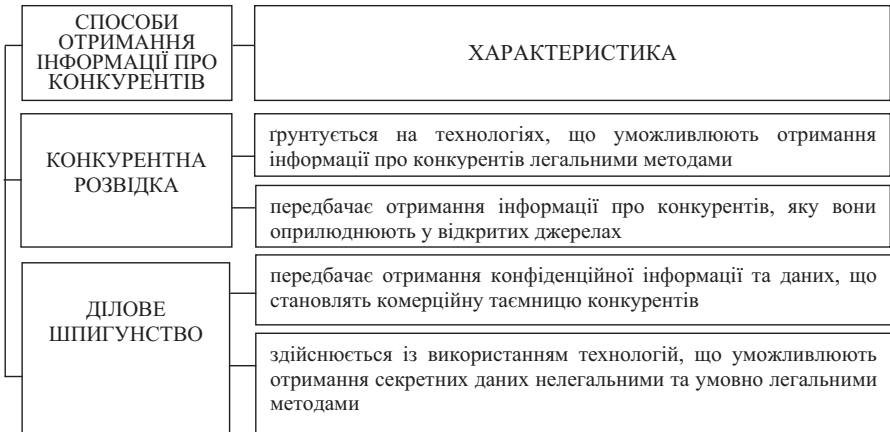 СПОСОБИ
ОТРИМАННЯ
ІНФОРМАЦІЇ ПРО
КОНКУРЕНТІВ
ХАРАКТЕРИСТИКА
КОНКУРЕНТНА
РОЗВІДКА
ґрунтується на технологіях, що уможливлюють отримання
інформації про конкурентів легальними методами
передбачає отримання інформації про конкурентів, яку вони
оприлюднюють у відкритих джерелах
ДІЛОВЕ
ШПИГУНСТВО
передбачає отримання конфіденційної інформації та даних, що
становлять комерційну таємницю конкурентів
здійснюється із використанням технологій, що уможливлюють
отримання секретних даних нелегальними та умовно легальними
методами